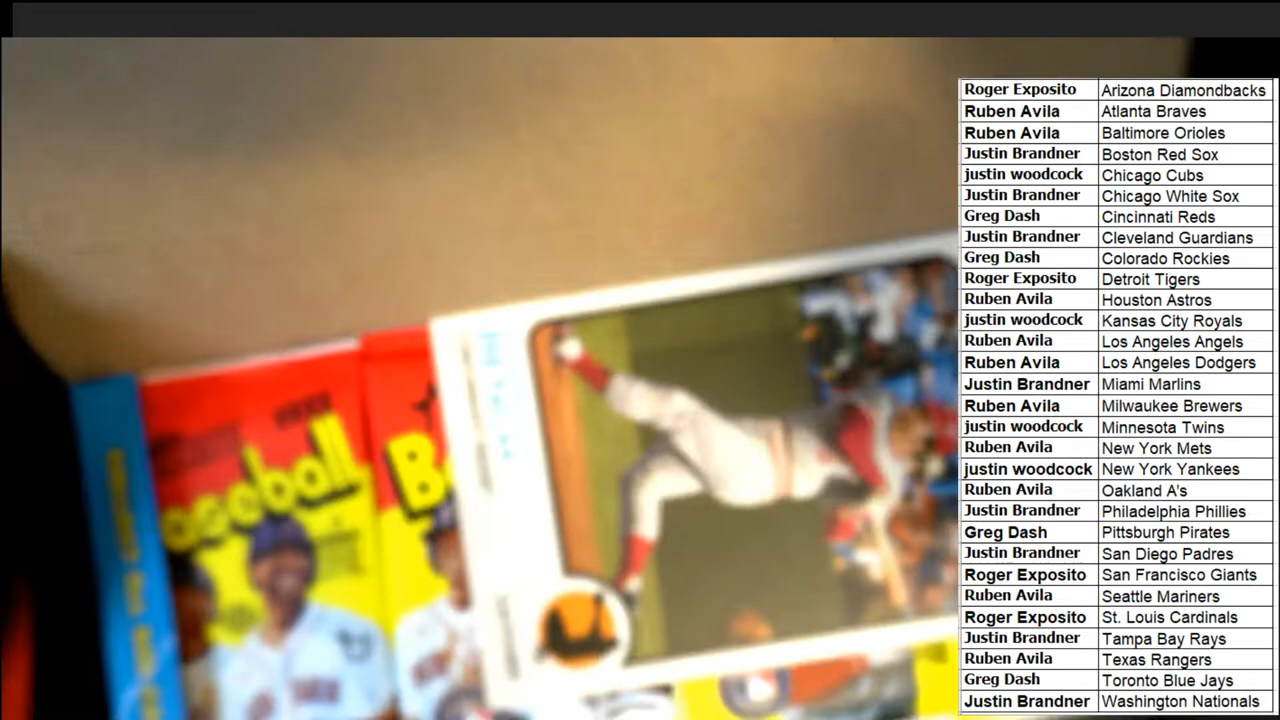 Roger Exposito Arizona Diamondbacks
Ruben Avila Atlanta Braves
Ruben Avila Baltimore Orioles
Justin Brandner Boston Red Sox
justin woodcock Chicago Cubs
Justin Brandner Chicago White Sox
Greg Dash Cincinnati Reds
Justin Brandner Cleveland Guardians
Greg Dash Colorado Rockies
Roger Exposito Detroit Tigers
Ruben Avila Houston Astros
justin woodcock Kansas City Royals
Ruben Avila Los Angeles Angels
Ruben Avila Los Angeles Dodgers
Justin Brandner Miami Marlins
Ruben Avila Milwaukee Brewers
justin woodcock Minnesota Twins
Ruben Avila New York Mets
justin woodcock New York Yankees
Ruben Avila Oakland A's
Justin Brandner Philadelphia Phillies
Greg Dash Pittsburgh Pirates
Justin Brandner San Diego Padres
Roger Exposito San Francisco Giants
Ruben Avila Seattle Mariners
Roger Exposito St. Louis Cardinals
Justin Brandner Tampa Bay Rays
Ruben Avila Texas Rangers
Greg Dash Toronto Blue Jays
Justin Brandner Washington Nationals